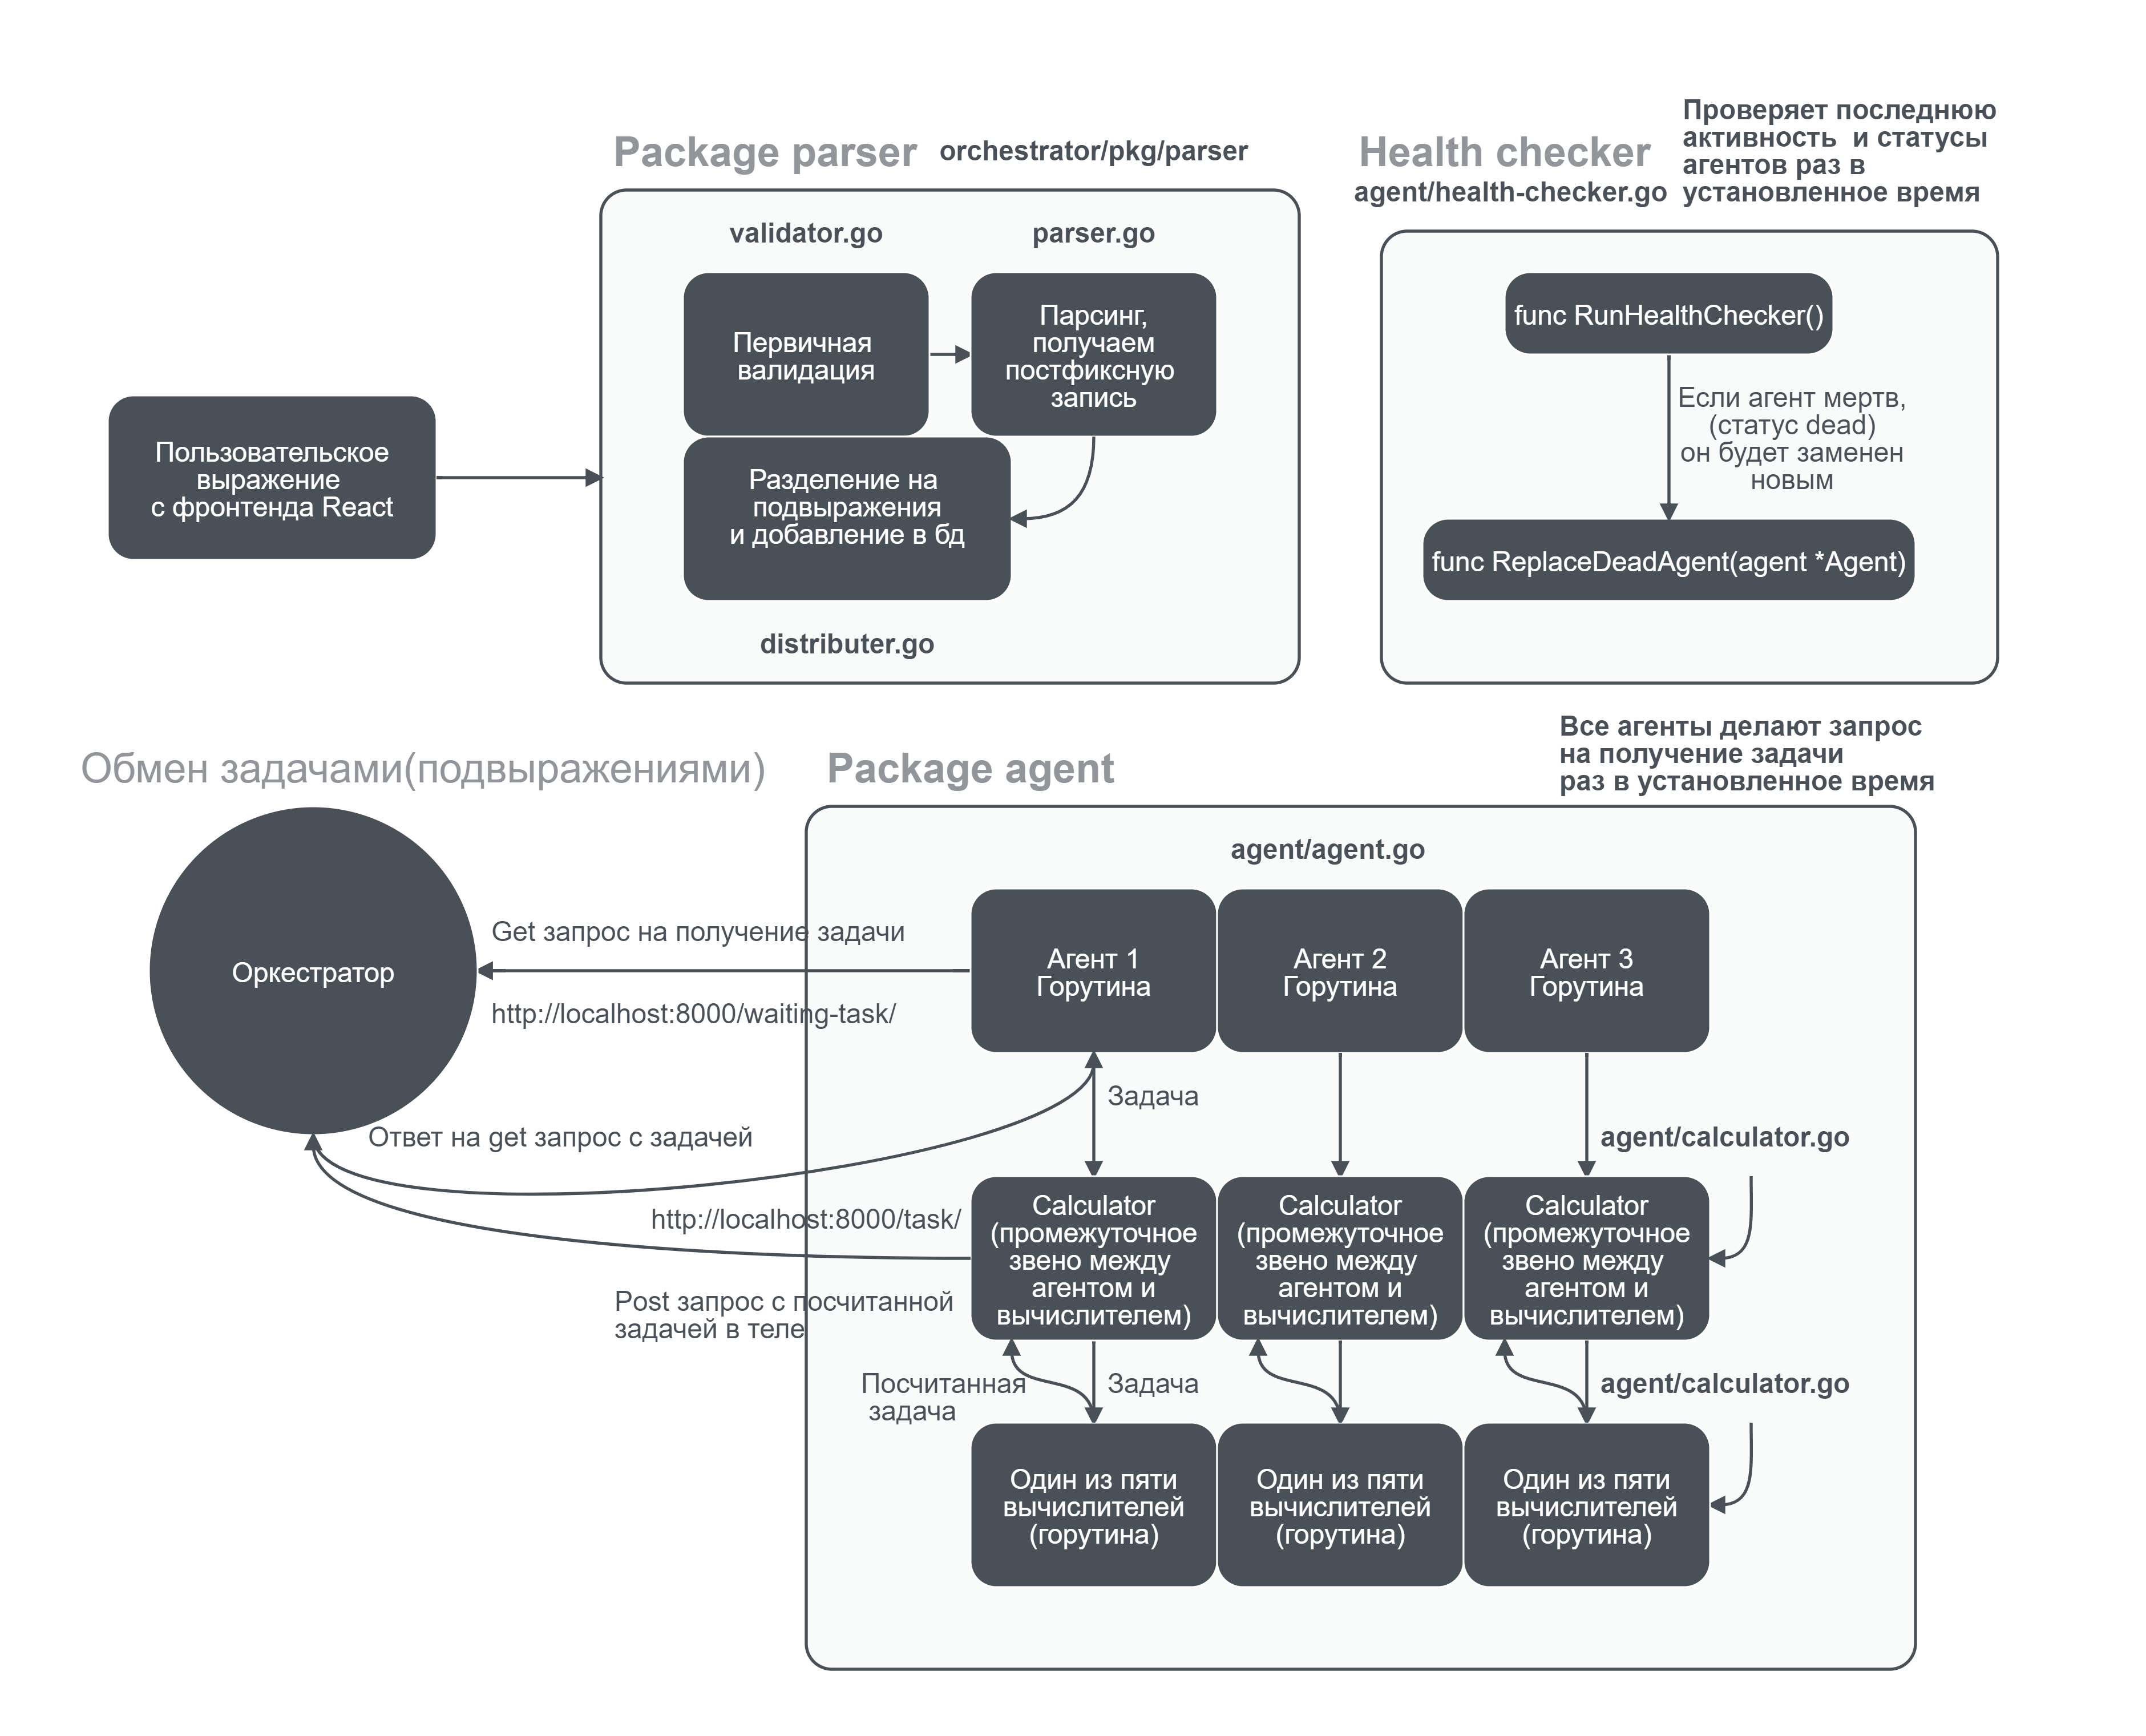 Package parser
orchestrator/pkg/parser
validator.go
parser.go
Первичная
валидация
Парсинг,
получаем
постфиксную
запись
Пользовательское
выражение
с фронтенда React
Разделение на
подвыражения
и добавление в бд
distributer.go
Health checker
agent/health-checker.go
Проверяет последнюю
активность  и статусы
агентов раз в
установленное время
func RunHealthChecker()
Если агент мертв,
(статус dead)
он будет заменен
новым
func ReplaceDeadAgent(agent *Agent)
Обмен задачами(подвыражениями)
Package agent
Все агенты делают запрос
на получение задачи
раз в установленное время
agent/agent.go
Оркестратор
Get запрос на получение задачи
http://localhost:8000/waiting-task/
Агент 1
Горутина
Агент 2
Горутина
Агент 3
Горутина
Задача
Ответ на get запрос с задачей
agent/calculator.go
http://localhost:8000/task/
Calculator
(промежуточное
звено между
агентом и
вычислителем)
Calculator
(промежуточное
звено между
агентом и
вычислителем)
Calculator
(промежуточное
звено между
агентом и
вычислителем)
Post запрос с посчитанной
задачей в теле
Посчитанная
задача
Задача
agent/calculator.go
Один из пяти
вычислителей
(горутина)
Один из пяти
вычислителей
(горутина)
Один из пяти
вычислителей
(горутина)